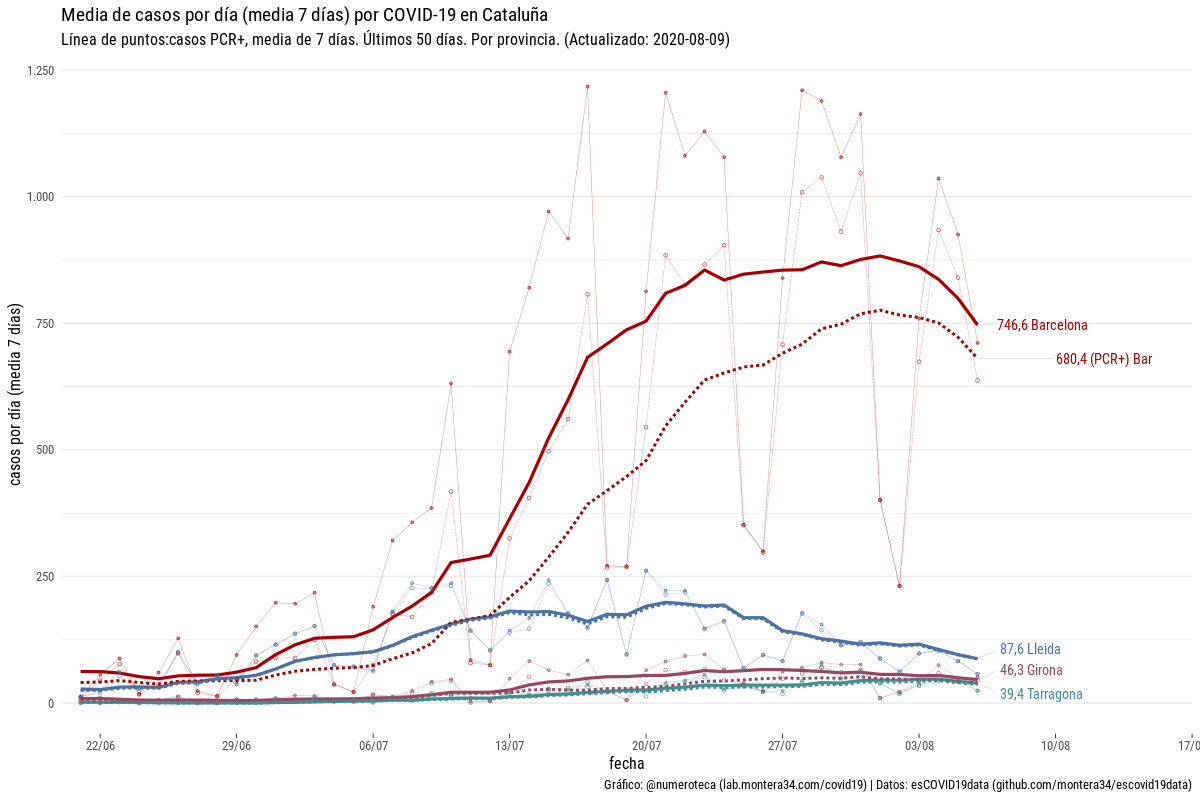 Media de casos por día (media 7 días) por COVID-19 en Cataluña
Línea de puntos:casos PCR+, media de 7 días. Últimos 50 días. Por provincia. (Actualizado: 2020-08-09)
casos por día (media 7 días)
1.250
1.000
750
500
250
0
746,6 Barcelona
680,4 (PCR+) Bar
87,6 Lleida
46,3 Girona
39,4 Tarragona
22/06
29/06
06/07
13/07
20/07
27/07
03/08
10/08
17/0
fecha
Gráfico: @numeroteca (lab.montera34.com/covid19) | Datos: esCOVID19data (github.com/montera34/escovid19data)